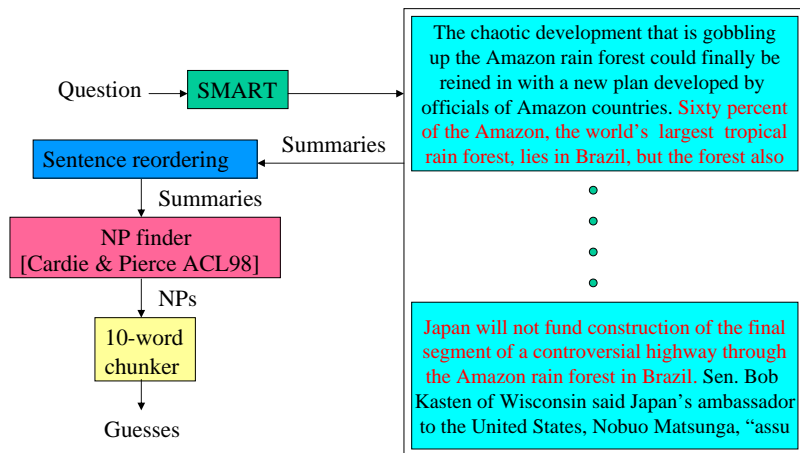 Question
SMART
The chaotic development that is gobbling
up the Amazon rain forest could finally be
reined in with a new plan developed by
officials of Amazon countries. Sixty percent
of the Amazon, the world’s largest tropical
rain forest, lies in Brazil, but the forest also
Summaries
Sentence reordering
Summaries
NP finder
[Cardie & Pierce ACL98]
NPs
10-word
chunker
Guesses
Japan will not fund construction of the final
segment of a controversial highway through
the Amazon rain forest in Brazil. Sen. Bob
Kasten of Wisconsin said Japan’s ambassador
to the United States, Nobuo Matsunga, “assu